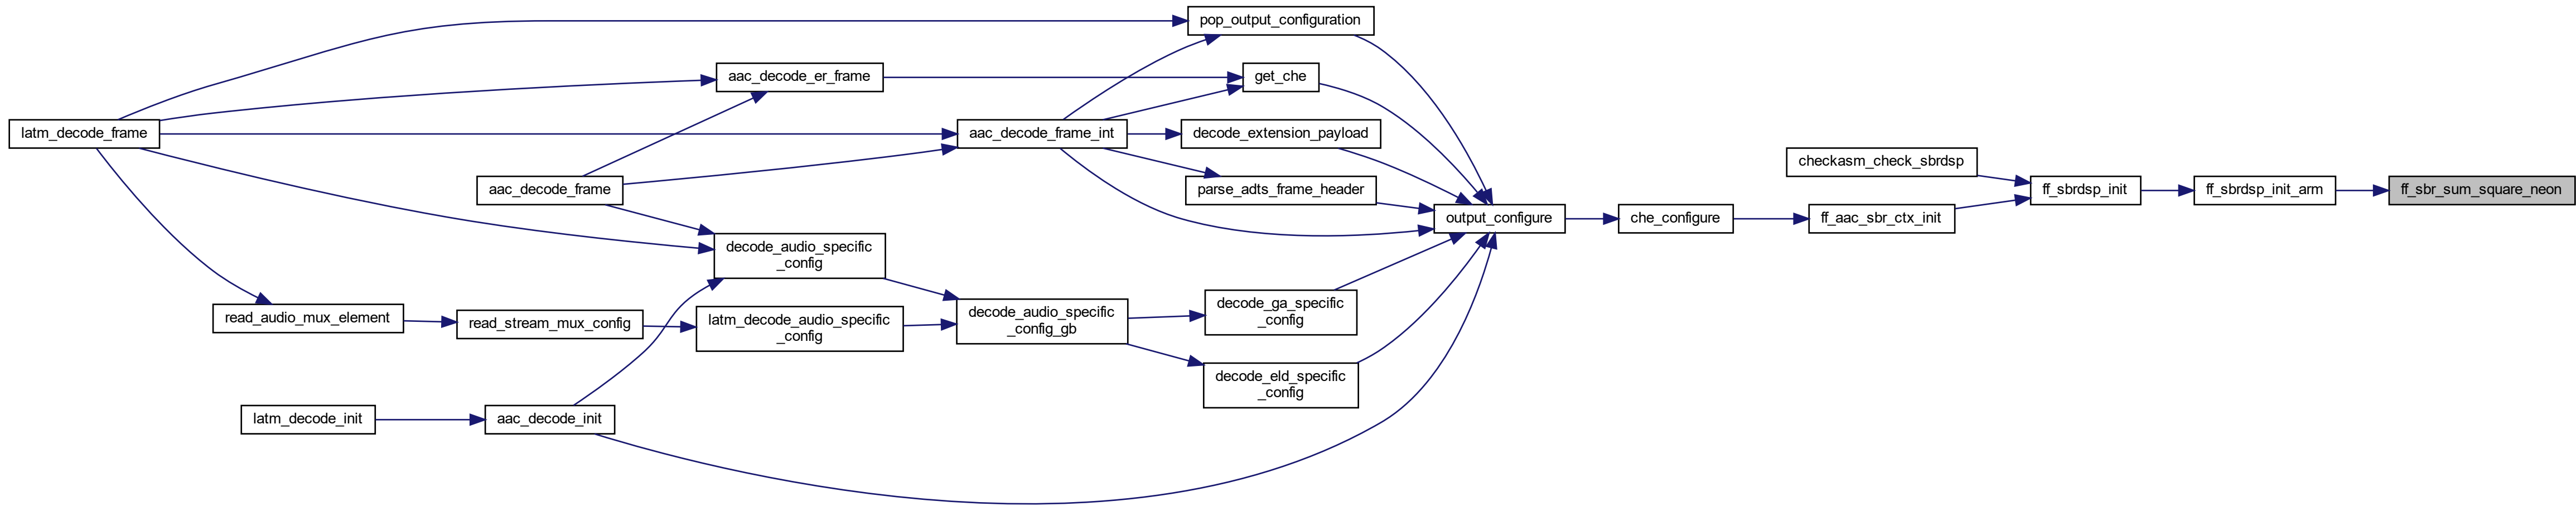 pop_output_configuration
aac_decode_er_frame
get_che
latm_decode_frame
aac_decode_frame_int
decode_extension_payload
checkasm_check_sbrdsp
aac_decode_frame
parse_adts_frame_header
ff_sbrdsp_init
ff_sbrdsp_init_arm
ff_sbr_sum_square_neon
output_configure
che_configure
ff_aac_sbr_ctx_init
decode_audio_specific
_config
read_audio_mux_element
read_stream_mux_config
latm_decode_audio_specific
_config
decode_audio_specific
_config_gb
decode_ga_specific
_config
decode_eld_specific
_config
latm_decode_init
aac_decode_init